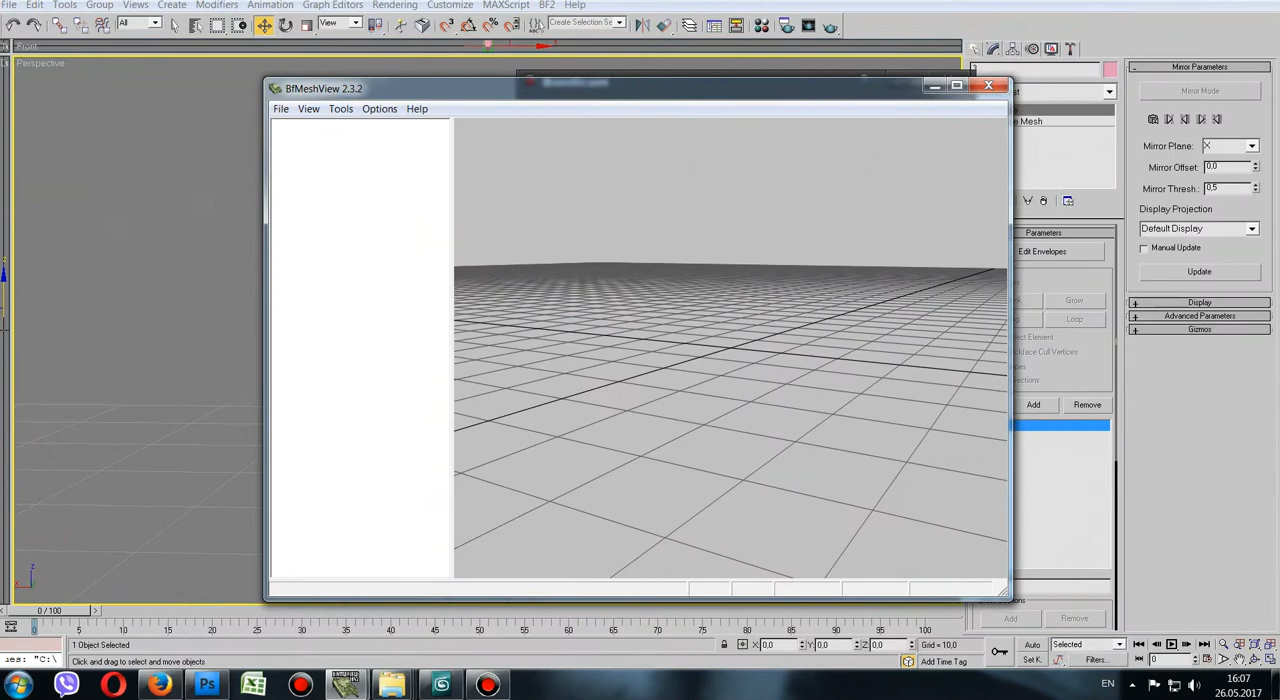 File Edit Tools Group Views Create Modifiers Animation Graph Editors Rendering Customize MAXScript BF2 Help
All
View
Create Selection Se
Front
Perspective
BfMeshView 2.3.2
File View Tools Options Help
Mirror Parameters
Mirror Mode
Mirror Plane: X
Mirror Offset: 0,0
Mirror Thresh.: 0,5
Display Projection
Default Display
Manual Update
Update
Display
Advanced Parameters
Gizmos
Parameters
Edit Envelopes
Grow
Loop
Add Remove
Add Remove
0 / 100
0 5 10 15 20 25 30 35 40 45 50 55 60 65 70 75 80 85 90 95 100
1 Object Selected
X: 0,0 Y: 0,0 Z: 0,0 Grid = 10,0
Auto Selected
ies: "C:\
Click and drag to select and move objects
Add Time Tag
Set K. Filters... 0
EN
16:07
26.05.2017